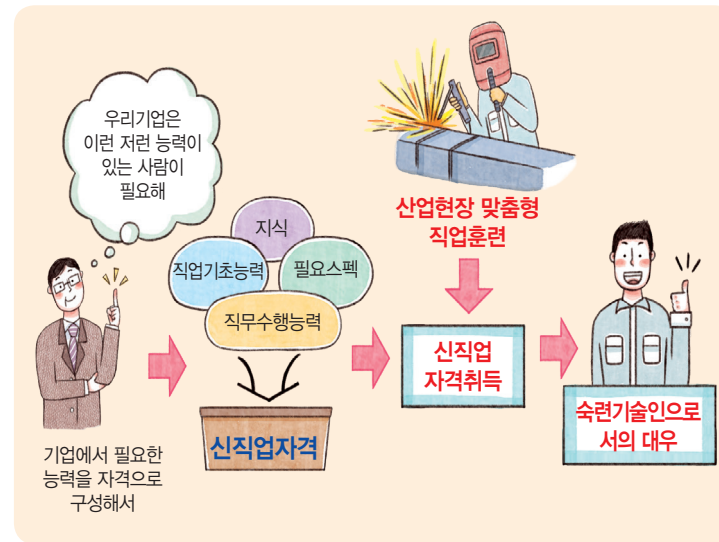 우리기업은
이런 저런 능력이
있는 사람이
필요해
기업에서 필요한
능력을 자격으로
구성해서
지식
직업기초능력
필요스펙
직무수행능력
신직업자격
산업현장 맞춤형
직업훈련
신직업
자격취득
숙련기술인으로
서의 대우